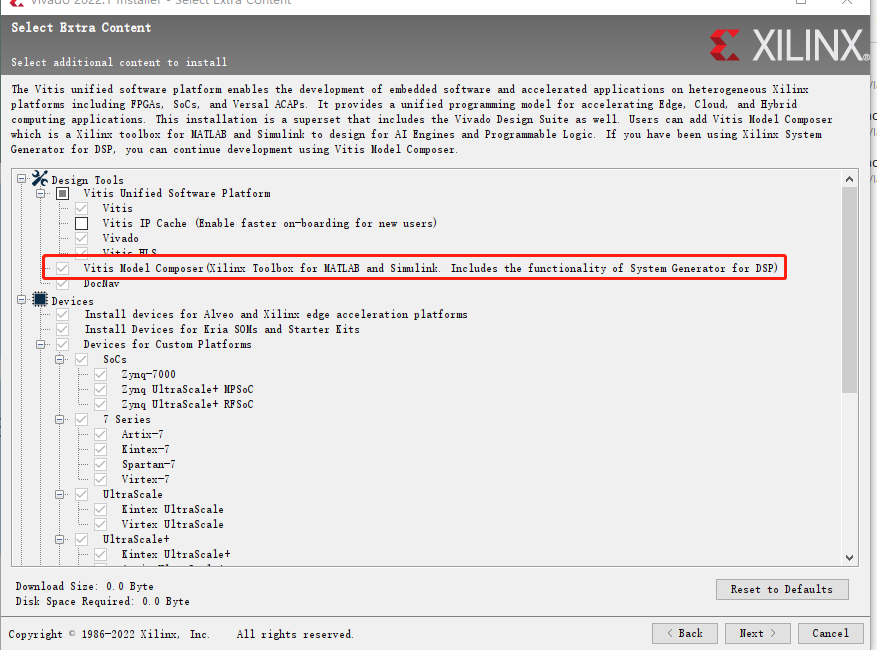 Vivado 2022.1 Installer - Select Extra Content
Select Extra Content
Select additional content to install
XILINX®
The Vitis unified software platform enables the development of embedded software and accelerated applications on heterogeneous Xilinx
platforms including FPGAs, SoCs, and Versal ACAPs. It provides a unified programming model for accelerating Edge, Cloud, and Hybrid
computing applications. This installation is a superset that includes the Vivado Design Suite as well. Users can add Vitis Model Composer
which is a Xilinx toolbox for MATLAB and Simulink to design for AI Engines and Programmable Logic. If you have been using Xilinx System
Generator for DSP, you can continue development using Vitis Model Composer.
Design Tools
Vitis Unified Software Platform
Vitis
Vitis IP Cache (Enable faster on-boarding for new users)
Vivado
Vitis HLS
Vitis Model Composer(Xilinx Toolbox for MATLAB and Simulink. Includes the functionality of System Generator for DSP)
DocNav
Devices
Install devices for Alveo and Xilinx edge acceleration platforms
Install Devices for Kria SOMs and Starter Kits
Devices for Custom Platforms
SoCs
Zynq-7000
Zynq UltraScale+ MPSoC
Zynq UltraScale+ RFSoC
7 Series
Artix-7
Kintex-7
Spartan-7
Virtex-7
UltraScale
Kintex UltraScale
Virtex UltraScale
UltraScale+
Kintex UltraScale+
Download Size: 0.0 Byte
Disk Space Required: 0.0 Byte
Reset to Defaults
Copyright © 1986-2022 Xilinx, Inc. All rights reserved.
< Back
Next >
Cancel